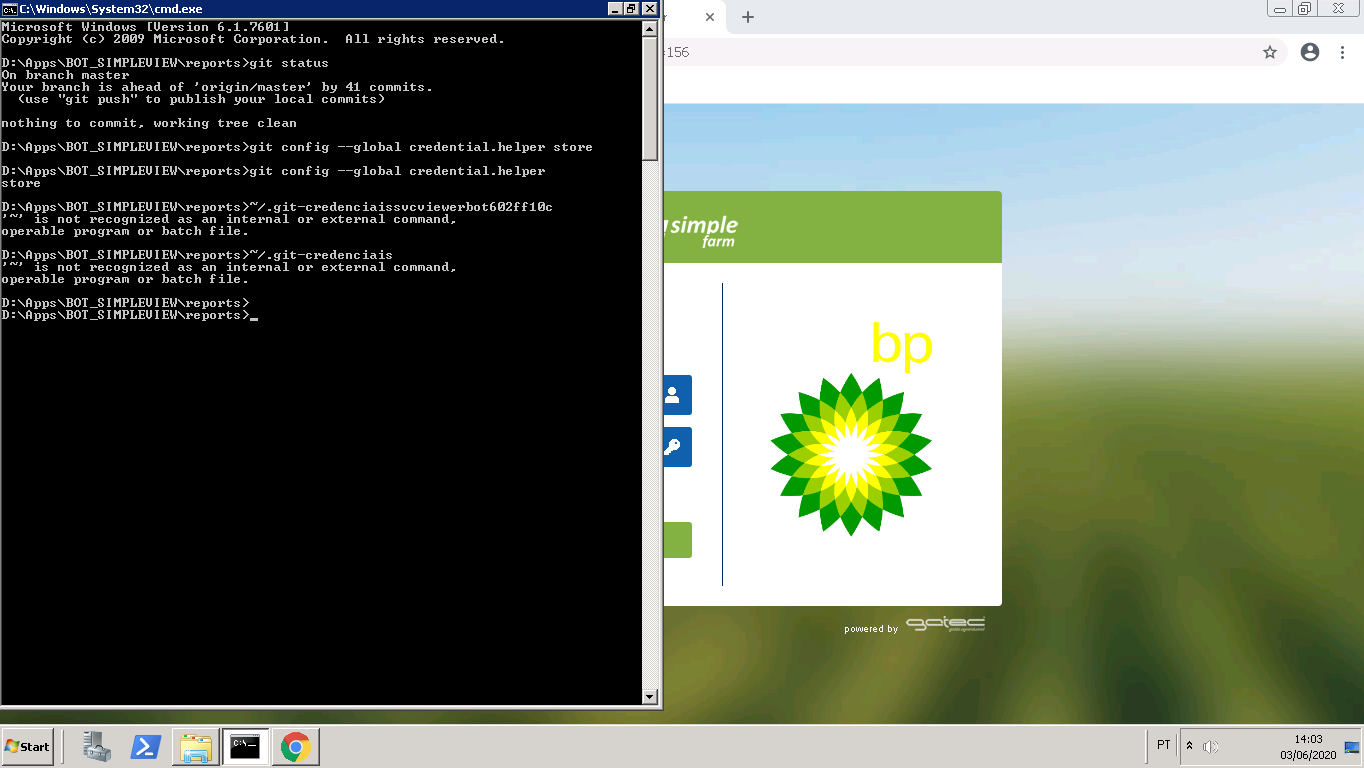 C:\Windows\System32\cmd.exe
Microsoft Windows [Version 6.1.7601]
Copyright (c) 2009 Microsoft Corporation.  All rights reserved.
D:\Apps\BOT_SIMPLEVIEW\reports>git status
On branch master
Your branch is ahead of 'origin/master' by 41 commits.
  (use "git push" to publish your local commits)
nothing to commit, working tree clean
D:\Apps\BOT_SIMPLEVIEW\reports>git config --global credential.helper store
D:\Apps\BOT_SIMPLEVIEW\reports>git config --global credential.helper
store
D:\Apps\BOT_SIMPLEVIEW\reports>~/.git-credenciaissvcviewerbot602ff10c
'~' is not recognized as an internal or external command,
operable program or batch file.
D:\Apps\BOT_SIMPLEVIEW\reports>~/.git-credenciais
'~' is not recognized as an internal or external command,
operable program or batch file.
D:\Apps\BOT_SIMPLEVIEW\reports>
D:\Apps\BOT_SIMPLEVIEW\reports>_
156
simple
farm
bp
powered by gatec
Start
C:\_
PT
14:03
03/06/2020